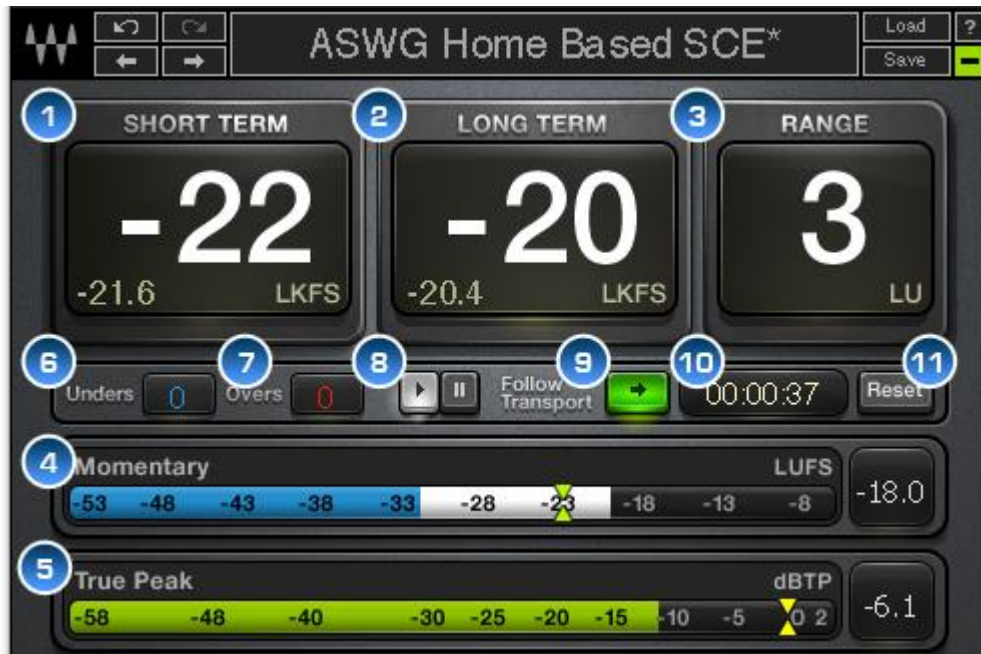 ASWG Home Based SCE*
Load ?
Save
1 SHORT TERM
-22
-21.6 LKFS
2 LONG TERM
-20
-20.4 LKFS
3 RANGE
3
LU
6 Unders 0
7 Overs 0
8
9 Follow Transport
10 00:00:37
11 Reset
4 Momentary LUFS
-53 -48 -43 -38 -33 -28 -23 -18 -13 -8
-18.0
5 True Peak dBTP
-58 -48 -40 -30 -25 -20 -15 -10 -5 0 2
-6.1